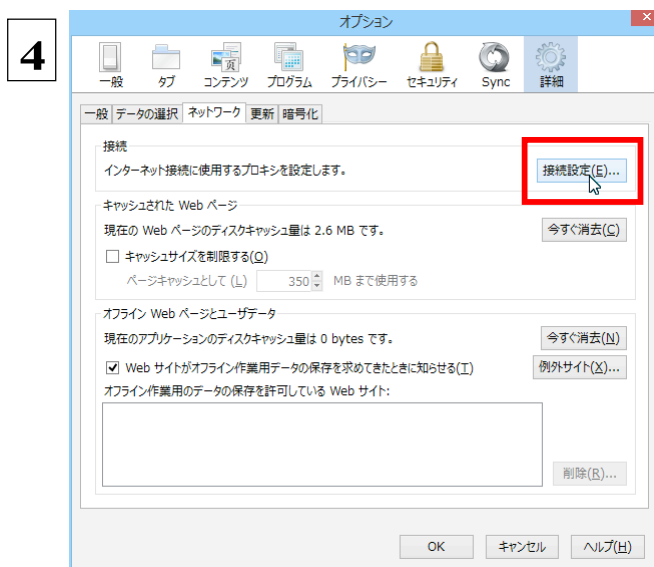 4
オプション
×
一般 タブ コンテンツ プログラム プライバシー セキュリティ Sync 詳細
一般 データの選択 ネットワーク 更新 暗号化
接続
インターネット接続に使用するプロキシを設定します。 接続設定(E)...
キャッシュされた Web ページ
現在の Web ページのディスクキャッシュ量は 2.6 MB です。 今すぐ消去(C)
キャッシュサイズを制限する(O)
ページキャッシュとして (L) 350 MB まで使用する
オフライン Web ページとユーザデータ
現在のアプリケーションのディスクキャッシュ量は 0 bytes です。 今すぐ消去(N)
Web サイトがオフライン作業用データの保存を求めてきたときに知らせる(T) 例外サイト(X)...
オフライン作業用のデータの保存を許可している Web サイト:
削除(R)...
OK キャンセル ヘルプ(H)